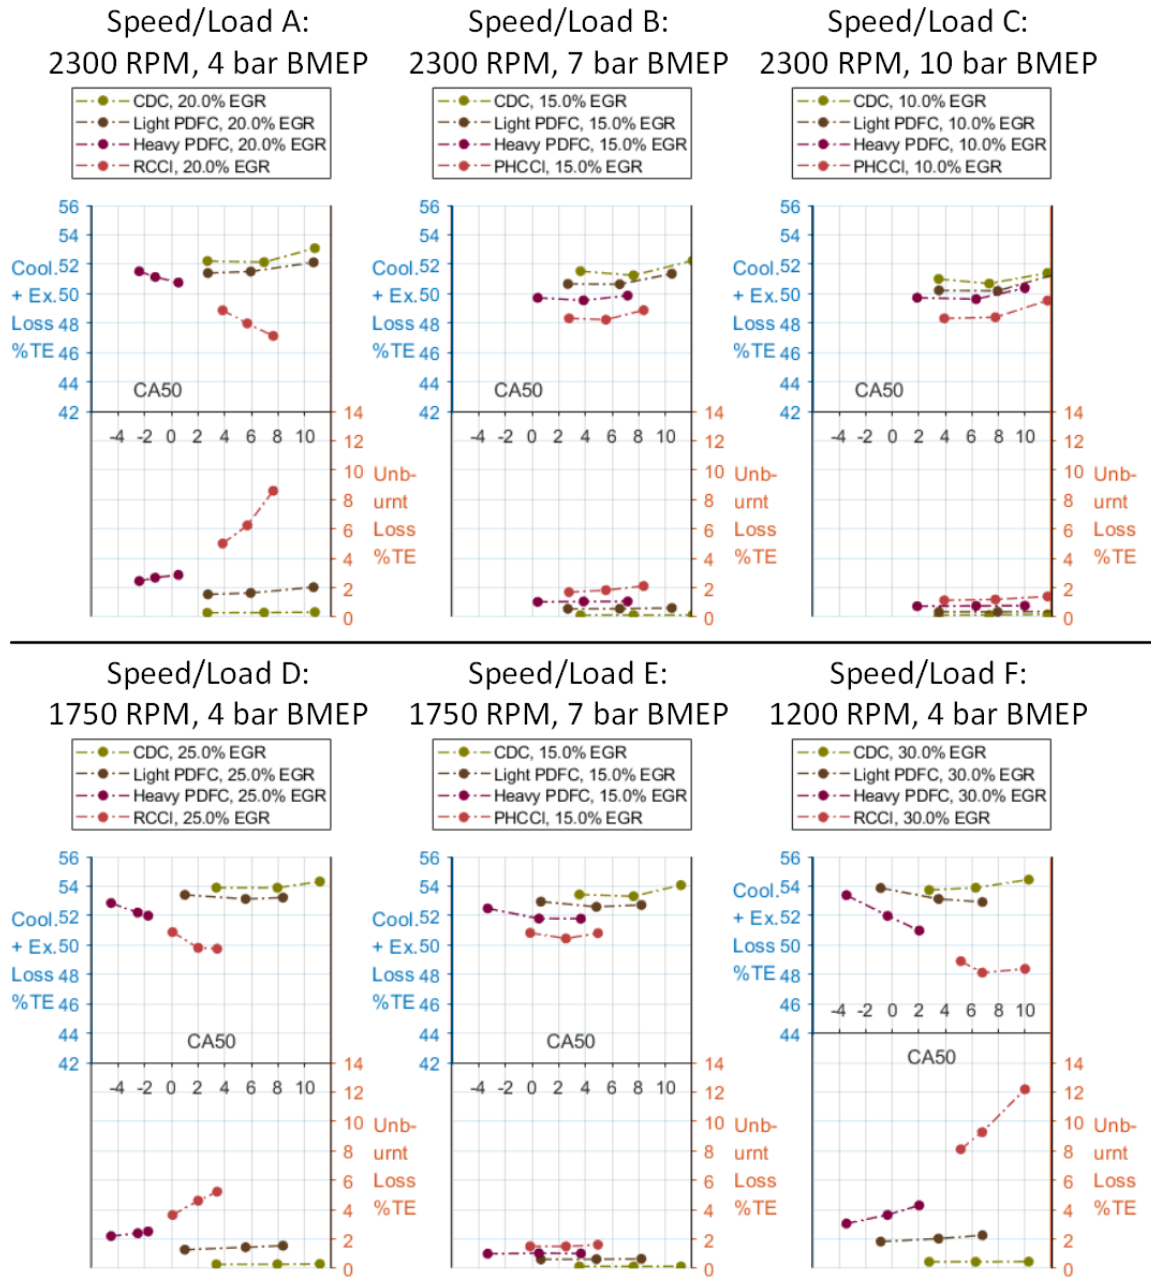 Speed/Load A:
2300 RPM, 4 bar BMEP
CDC, 20.0% EGR
Light PDFC, 20.0% EGR
Heavy PDFC, 20.0% EGR
RCCI, 20.0% EGR
56
54
Cool. 52
+ Ex. 50
Loss 48
%TE 46
44
42
CA50
-4 -2 0 2 4 6 8 10
14
12
10 Unb-
8 urnt
6 Loss
4 %TE
2
0
Speed/Load B:
2300 RPM, 7 bar BMEP
CDC, 15.0% EGR
Light PDFC, 15.0% EGR
Heavy PDFC, 15.0% EGR
PHCCI, 15.0% EGR
56
54
Cool. 52
+ Ex. 50
Loss 48
%TE 46
44
42
CA50
-4 -2 0 2 4 6 8 10
14
12
10 Unb-
8 urnt
6 Loss
4 %TE
2
0
Speed/Load C:
2300 RPM, 10 bar BMEP
CDC, 10.0% EGR
Light PDFC, 10.0% EGR
Heavy PDFC, 10.0% EGR
PHCCI, 10.0% EGR
56
54
Cool. 52
+ Ex. 50
Loss 48
%TE 46
44
42
CA50
-4 -2 0 2 4 6 8 10
14
12
10 Unb-
8 urnt
6 Loss
4 %TE
2
0
Speed/Load D:
1750 RPM, 4 bar BMEP
CDC, 25.0% EGR
Light PDFC, 25.0% EGR
Heavy PDFC, 25.0% EGR
RCCI, 25.0% EGR
56
54
Cool. 52
+ Ex. 50
Loss 48
%TE 46
44
42
CA50
-4 -2 0 2 4 6 8 10
14
12
10 Unb-
8 urnt
6 Loss
4 %TE
2
0
Speed/Load E:
1750 RPM, 7 bar BMEP
CDC, 15.0% EGR
Light PDFC, 15.0% EGR
Heavy PDFC, 15.0% EGR
PHCCI, 15.0% EGR
56
54
Cool. 52
+ Ex. 50
Loss 48
%TE 46
44
42
CA50
-4 -2 0 2 4 6 8 10
14
12
10 Unb-
8 urnt
6 Loss
4 %TE
2
0
Speed/Load F:
1200 RPM, 4 bar BMEP
CDC, 30.0% EGR
Light PDFC, 30.0% EGR
Heavy PDFC, 30.0% EGR
RCCI, 30.0% EGR
56
Cool. 54
+ Ex. 52
Loss 50
%TE 48
46
44
-4 -2 0 2 4 6 8 10
CA50
14
12
10 Unb-
8 urnt
6 Loss
4 %TE
2
0